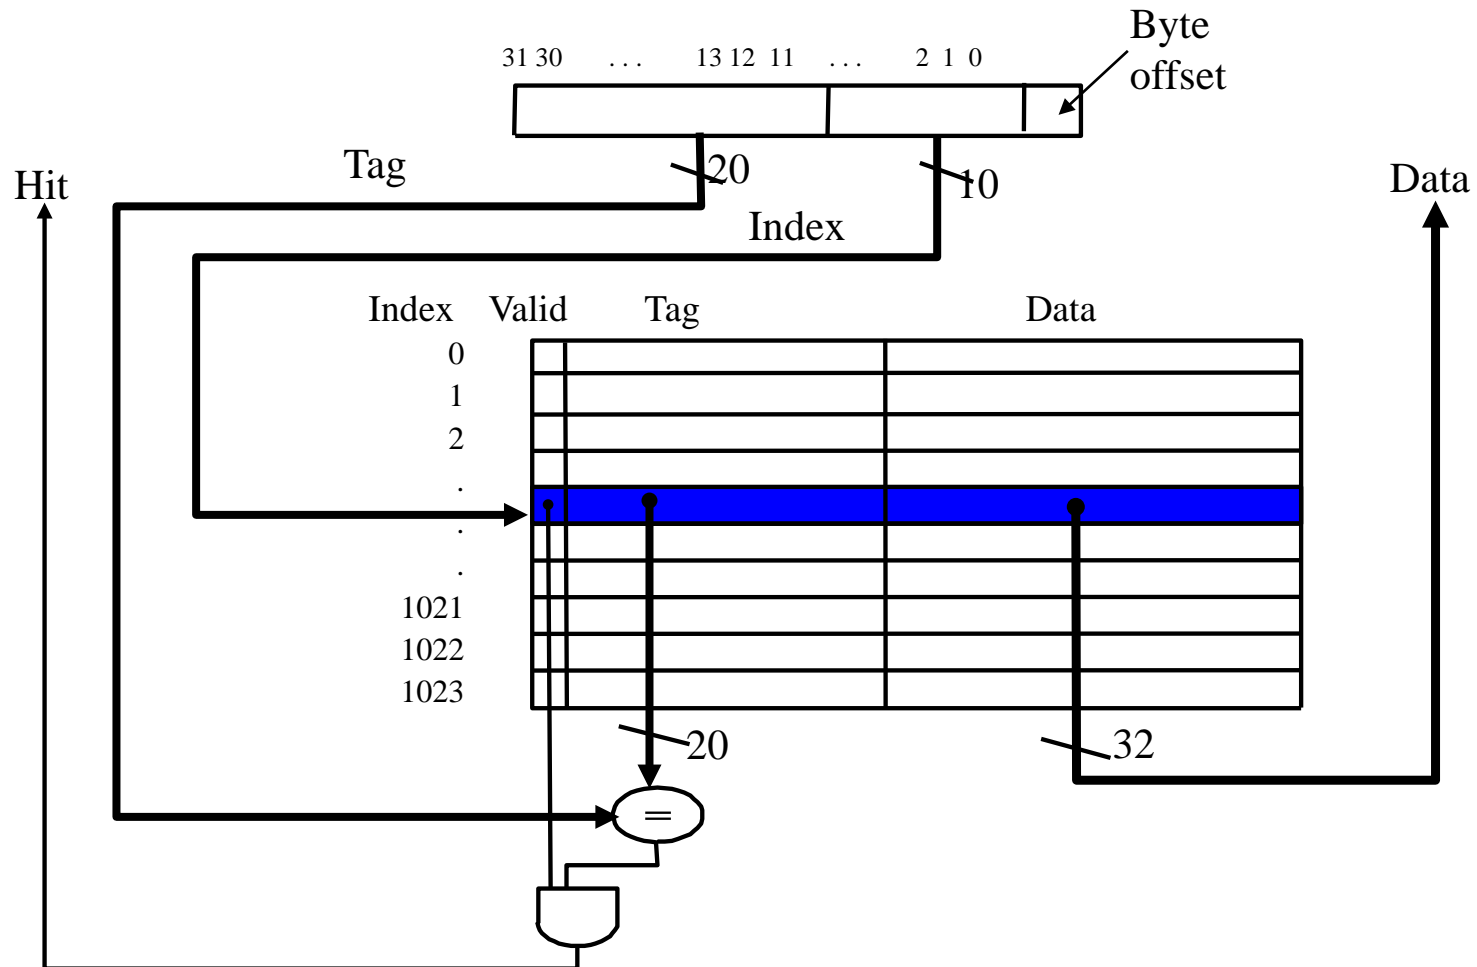 Byte
offset
31 30 ... 13 12 11 ... 2 1 0
Tag
20
10
Hit
Data
Index
Index Valid Tag Data
0
1
2
.
.
.
1021
1022
1023
20
32
=